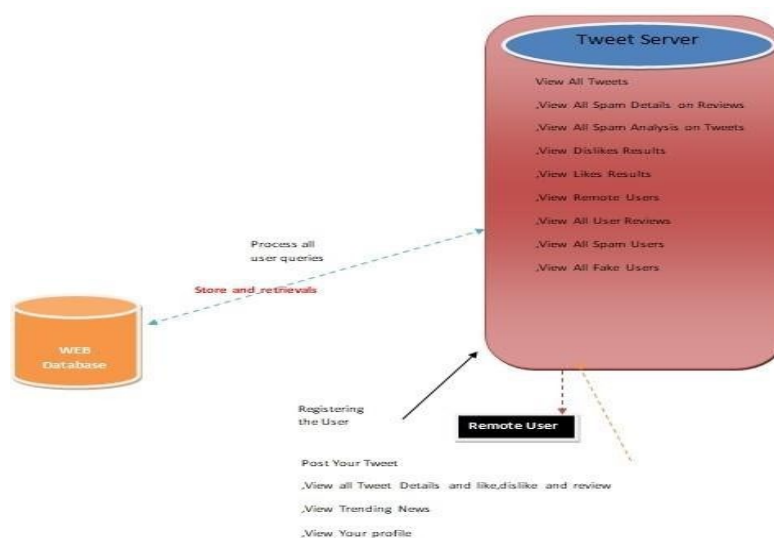 Tweet Server
View All Tweets
,View All Spam Details on Reviews
,View All Spam Analysis on Tweets
,View Dislikes Results
,View Likes Results
,View Remote Users
,View All User Reviews
,View All Spam Users
,View All Fake Users
Process all
user queries
Store and retrievals
WEB
Database
Registering
the User
Remote User
Post Your Tweet
,View all Tweet Details and like,dislike and review
,View Trending News
,View Your profile